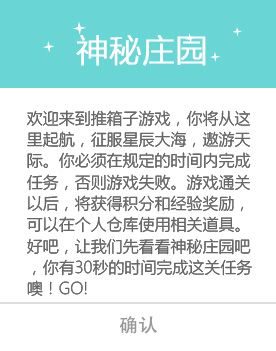 神秘庄园
欢迎来到推箱子游戏，你将从这
里起航，征服星辰大海，遨游天
际。你必须在规定的时间内完成
任务，否则游戏失败。游戏通关
以后，将获得积分和经验奖励，
可以在个人仓库使用相关道具。
好吧，让我们先看看神秘庄园吧
，你有30秒的时间完成这关任务
噢！GO!
确认